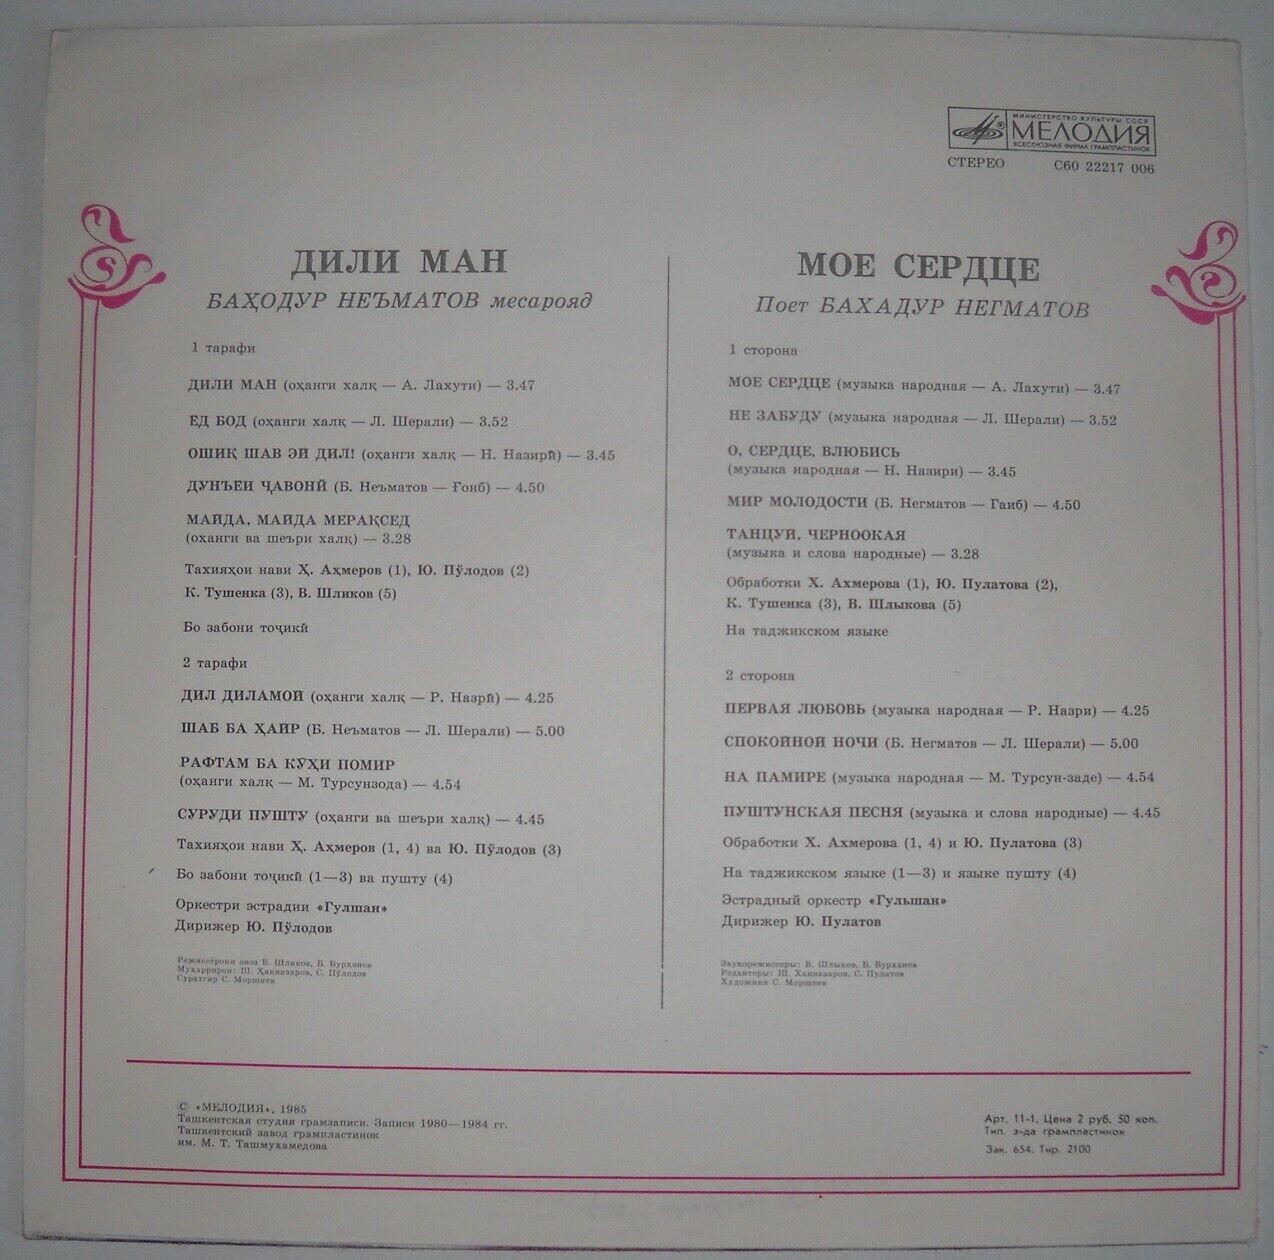 МИНИСТЕРСТВО КУЛЬТУРЫ СССР
МЕЛОДИЯ
ВСЕСОЮЗНАЯ ФИРМА ГРАМПЛАСТИНОК
СТЕРЕО С60 22217 006
ДИЛИ МАН
БАҲОДУР НЕЪМАТОВ месарояд
1 тарафи
ДИЛИ МАН (оҳанги халқ — А. Лахути) — 3.47
ЕД БОД (оҳанги халқ — Л. Шерали) — 3.52
ОШИҚ ШАВ ЭЙ ДИЛ! (оҳанги халқ — Н. Назирӣ) — 3.45
ДУНЪЕИ ҶАВОНӢ (Б. Неъматов — Ғоиб) — 4.50
МАЙДА, МАЙДА МЕРАҚСЕД
(оханги ва шеъри халқ) — 3.28
Тахияҳои нави Ҳ. Аҳмеров (1), Ю. Пӯлодов (2)
К. Тушенка (3), В. Шликов (5)
Бо забони тоҷикӣ
2 тарафи
ДИЛ ДИЛАМОИ (оҳанги халқ — Р. Назрӣ) — 4.25
ШАБ БА ҲАЙР (Б. Неъматов — Л. Шерали) — 5.00
РАФТАМ БА КӮҲИ ПОМИР
(оҳанги халқ — М. Турсунзода) — 4.54
СУРУДИ ПУШТУ (оҳанги ва шеъри халқ) — 4.45
Тахияҳои нави Ҳ. Аҳмеров (1, 4) ва Ю. Пӯлодов (3)
Бо забони тоҷикӣ (1—3) ва пушту (4)
Оркестри эстрадии «Гулшан»
Дирижер Ю. Пӯлодов
Режиссёрони овоз В. Шликов, Б. Бурхонов
Муҳаррирон: Ш. Ҳақназаров, С. Пӯлодов
Суратгир С. Моршнев
МОЕ СЕРДЦЕ
Поет БАХАДУР НЕГМАТОВ
1 сторона
МОЕ СЕРДЦЕ (музыка народная — А. Лахути) — 3.47
НЕ ЗАБУДУ (музыка народная — Л. Шерали) — 3.52
О, СЕРДЦЕ, ВЛЮБИСЬ
(музыка народная — Н. Назири) — 3.45
МИР МОЛОДОСТИ (Б. Негматов — Гаиб) — 4.50
ТАНЦУЙ, ЧЕРНООКАЯ
(музыка и слова народные) — 3.28
Обработки Х. Ахмерова (1), Ю. Пулатова (2),
К. Тушенка (3), В. Шлыкова (5)
На таджикском языке
2 сторона
ПЕРВАЯ ЛЮБОВЬ (музыка народная — Р. Назри) — 4.25
СПОКОЙНОЙ НОЧИ (Б. Негматов — Л. Шерали) — 5.00
НА ПАМИРЕ (музыка народная — М. Турсун-заде) — 4.54
ПУШТУНСКАЯ ПЕСНЯ (музыка и слова народные) — 4.45
Обработки Х. Ахмерова (1, 4) и Ю. Пулатова (3)
На таджикском языке (1—3) и языке пушту (4)
Эстрадный оркестр «Гульшан»
Дирижер Ю. Пулатов
Звукорежиссеры: В. Шлыков, Б. Бурханов
Редакторы: Ш. Хакназаров, С. Пулатов
Художник С. Моршнев
© «МЕЛОДИЯ», 1985
Ташкентская студия грамзаписи. Записи 1980—1984 гг.
Ташкентский завод грампластинок
им. М. Т. Ташмухамедова
Арт. 11-1. Цена 2 руб. 50 коп.
Тип. з-да грампластинок
Зак. 654. Тир. 2100